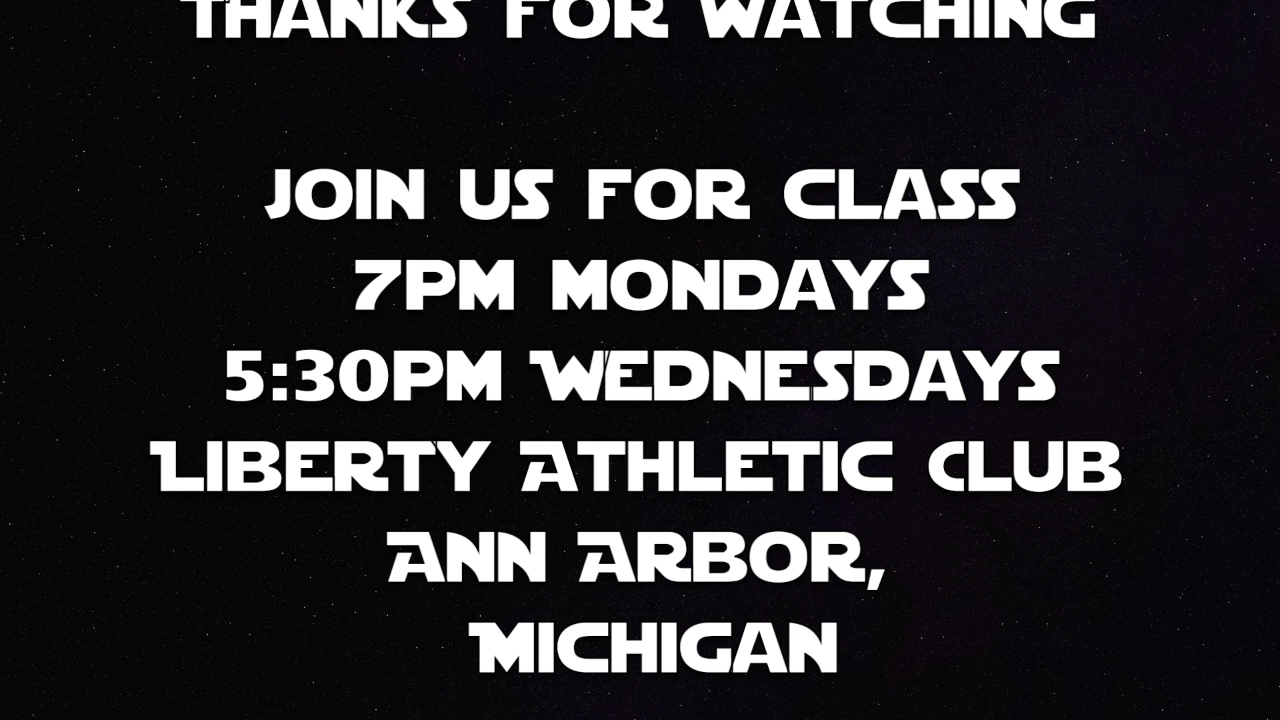 THANKS FOR WATCHING
JOIN US FOR CLASS
7PM MONDAYS
5:30PM WEDNESDAYS
LIBERTY ATHLETIC CLUB
ANN ARBOR,
MICHIGAN